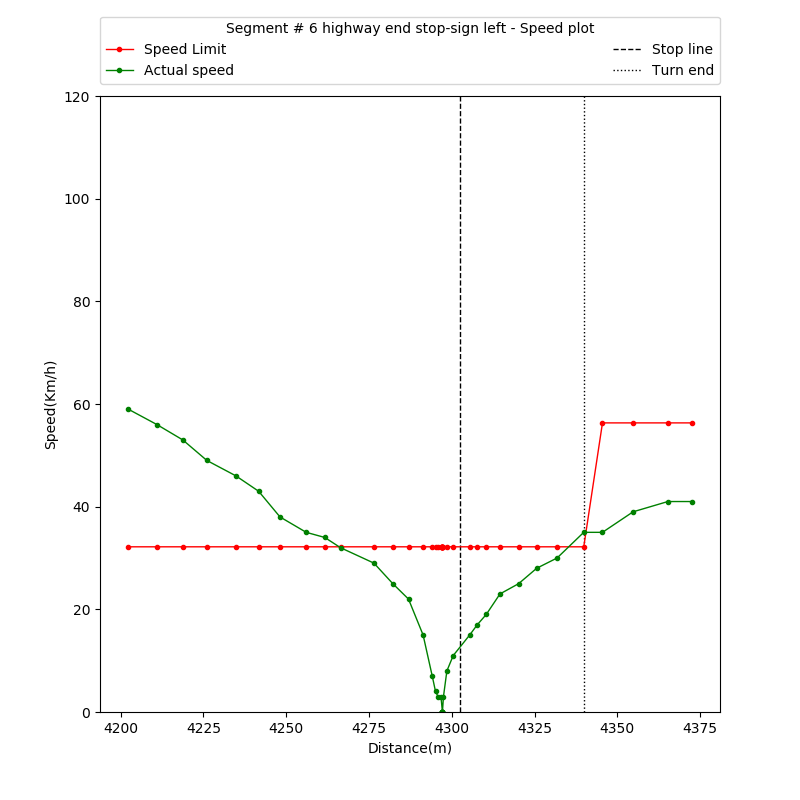 Segment # 6 highway end stop-sign left - Speed plot
Speed Limit
Actual speed
Stop line
Turn end
120
100
80
60
40
20
0
Speed(Km/h)
4200 4225 4250 4275 4300 4325 4350 4375
Distance(m)